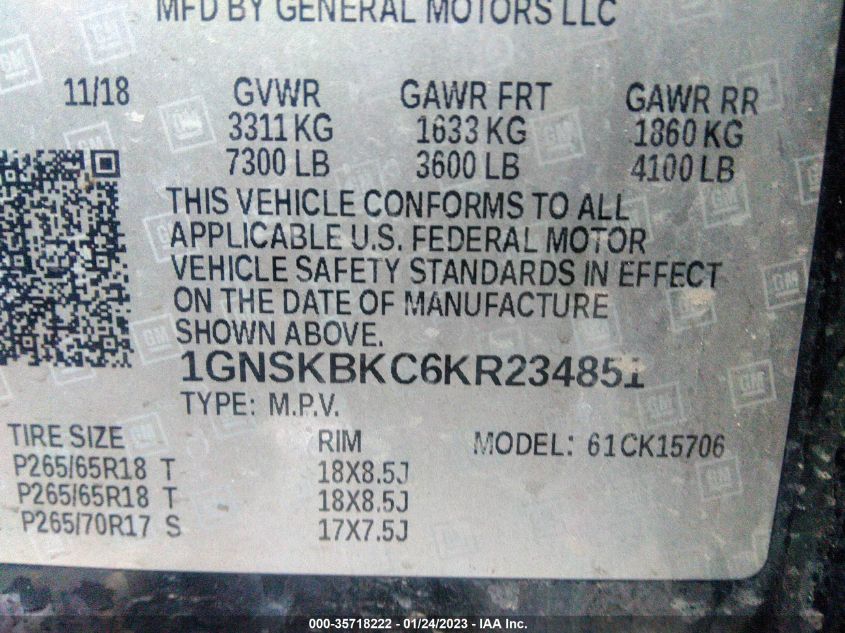 MFD BY GENERAL MOTORS LLC
11/18 GVWR GAWR FRT GAWR RR
3311 KG 1633 KG 1860 KG
7300 LB 3600 LB 4100 LB
THIS VEHICLE CONFORMS TO ALL
APPLICABLE U.S. FEDERAL MOTOR
VEHICLE SAFETY STANDARDS IN EFFECT
ON THE DATE OF MANUFACTURE
SHOWN ABOVE.
1GNSKBKC6KR234851
TYPE: M.P.V.
TIRE SIZE RIM MODEL: 61CK15706
P265/65R18 T 18X8.5J
P265/65R18 T 18X8.5J
P265/70R17 S 17X7.5J
000-35718222 - 01/24/2023 - IAA Inc.